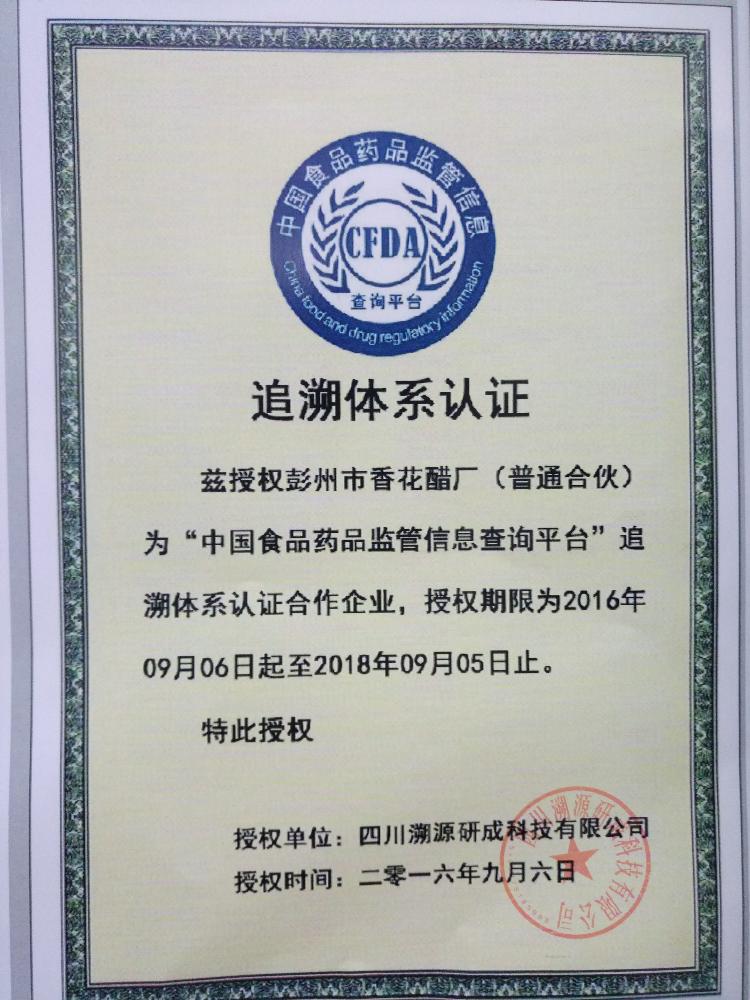 中国食品药品监管信息
CFDA
查询平台
China food and drug regulatory information
追溯体系认证
兹授权彭州市香花醋厂（普通合伙）
为“中国食品药品监管信息查询平台”追
溯体系认证合作企业，授权期限为2016年
09月06日起至2018年09月05日止。
特此授权
授权单位：四川溯源研成科技有限公司
授权时间：二零一六年九月六日
四川溯源研成科技有限公司